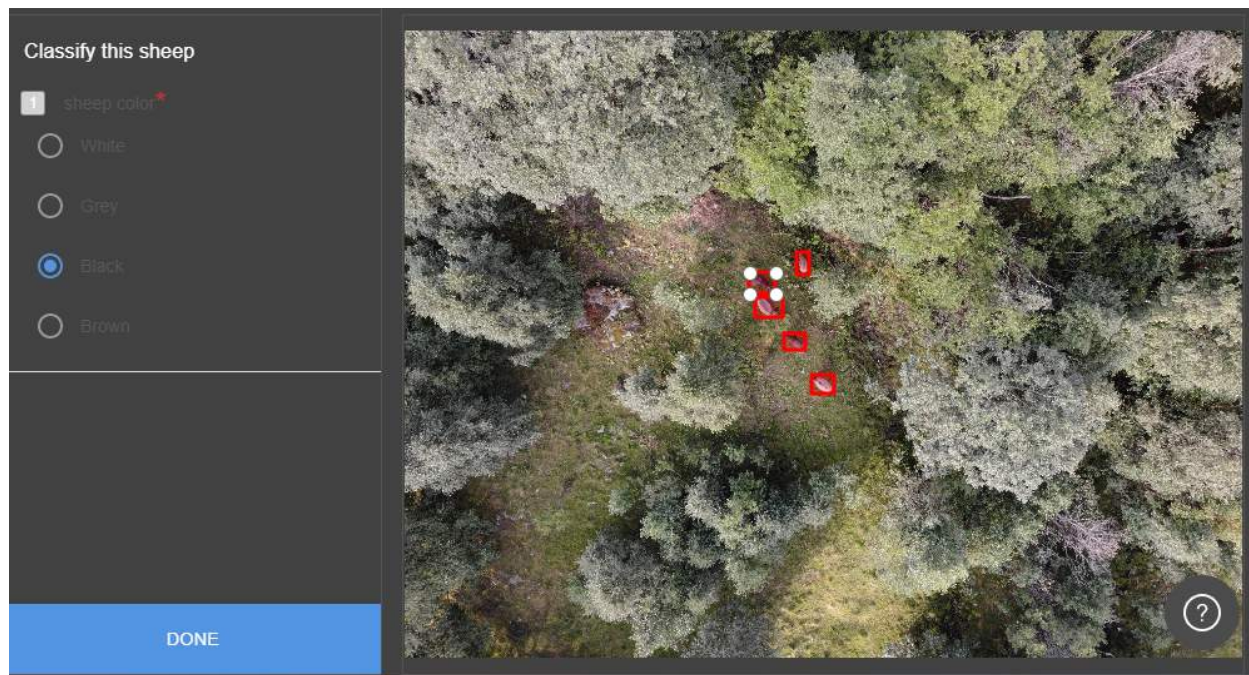 Classify this sheep
1 sheep color*
White
Grey
Black
Brown
DONE
?